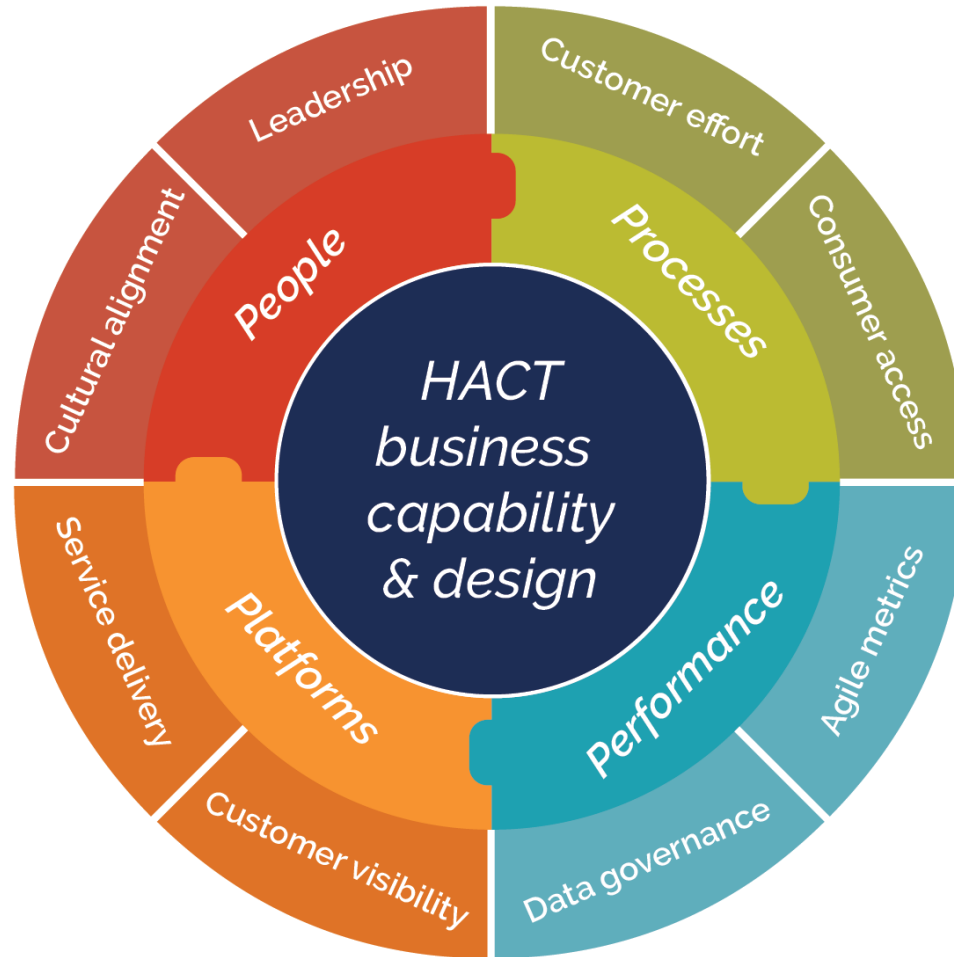 HACT
business
capability
& design
People
Leadership
Cultural alignment
Processes
Customer effort
Consumer access
Performance
Agile metrics
Data governance
Platforms
Customer visibility
Service delivery